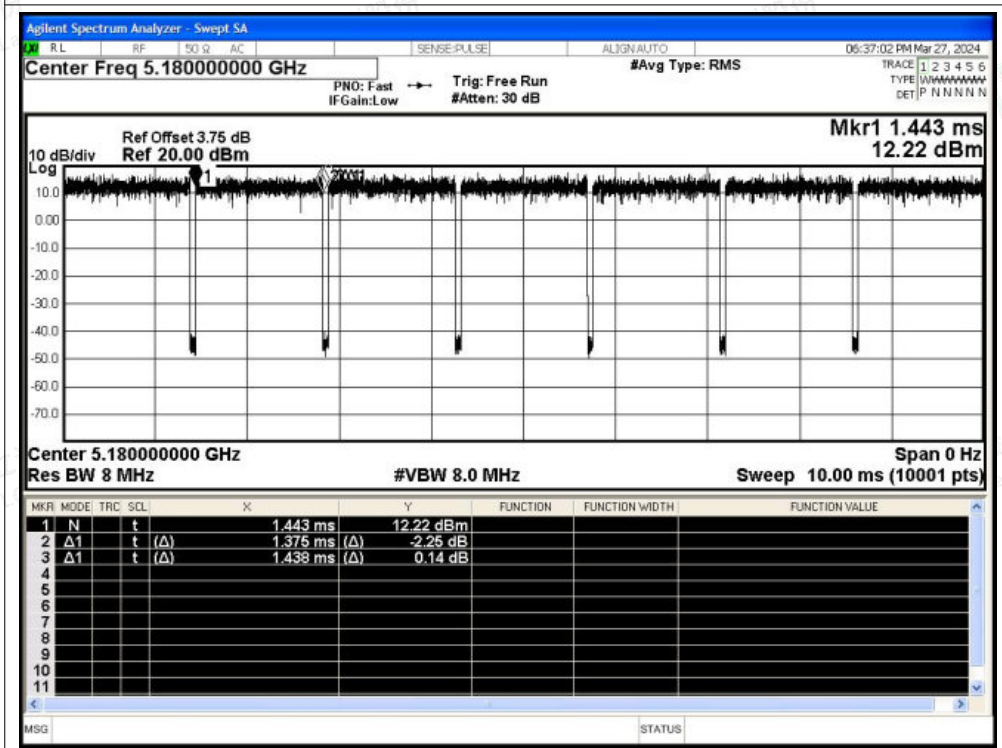 Agilent Spectrum Analyzer - Swept SA
LXI RL RF 50 Ω AC SENSE:PULSE ALIGN AUTO 06:37:02 PM Mar 27, 2024
Center Freq 5.180000000 GHz #Avg Type: RMS TRACE 1 2 3 4 5 6
PNO: Fast Trig: Free Run TYPE WWWWWW
IFGain:Low #Atten: 30 dB DET P N N N N N
Mkr1 1.443 ms
Ref Offset 3.75 dB
10 dB/div Ref 20.00 dBm 12.22 dBm
Log
1
10.0
0.00
-10.0
-20.0
-30.0
-40.0
-50.0
-60.0
-70.0
Center 5.180000000 GHz Span 0 Hz
Res BW 8 MHz #VBW 8.0 MHz Sweep 10.00 ms (10001 pts)
MKR MODE TRC SCL X Y FUNCTION FUNCTION WIDTH FUNCTION VALUE
1 N t 1.443 ms 12.22 dBm
2 Δ1 t (Δ) 1.375 ms (Δ) -2.25 dB
3 Δ1 t (Δ) 1.438 ms (Δ) 0.14 dB
4
5
6
7
8
9
10
11
MSG STATUS